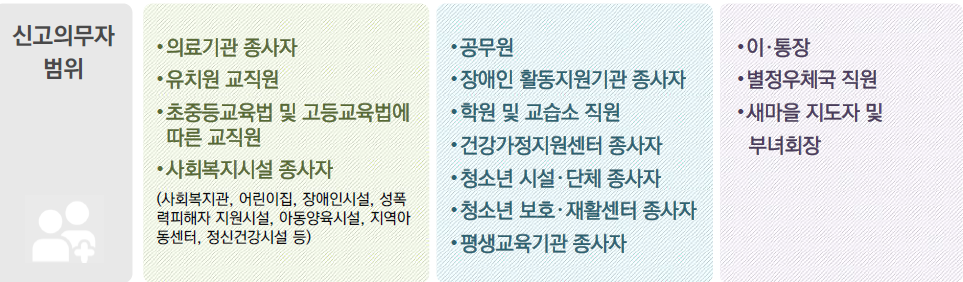 신고의무자
범위
•의료기관 종사자
•유치원 교직원
•초중등교육법 및 고등교육법에
따른 교직원
•사회복지시설 종사자
(사회복지관, 어린이집, 장애인시설, 성폭
력피해자 지원시설, 아동양육시설, 지역아
동센터, 정신건강시설 등)
•공무원
•장애인 활동지원기관 종사자
•학원 및 교습소 직원
•건강가정지원센터 종사자
•청소년 시설·단체 종사자
•청소년 보호·재활센터 종사자
•평생교육기관 종사자
•이·통장
•별정우체국 직원
•새마을 지도자 및
부녀회장